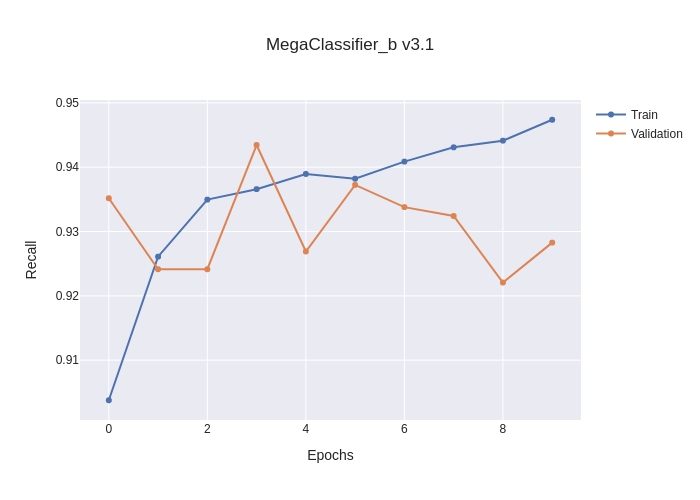 MegaClassifier_b v3.1
0.95
0.94
0.93
0.92
0.91
Recall
0 2 4 6 8
Epochs
Train
Validation